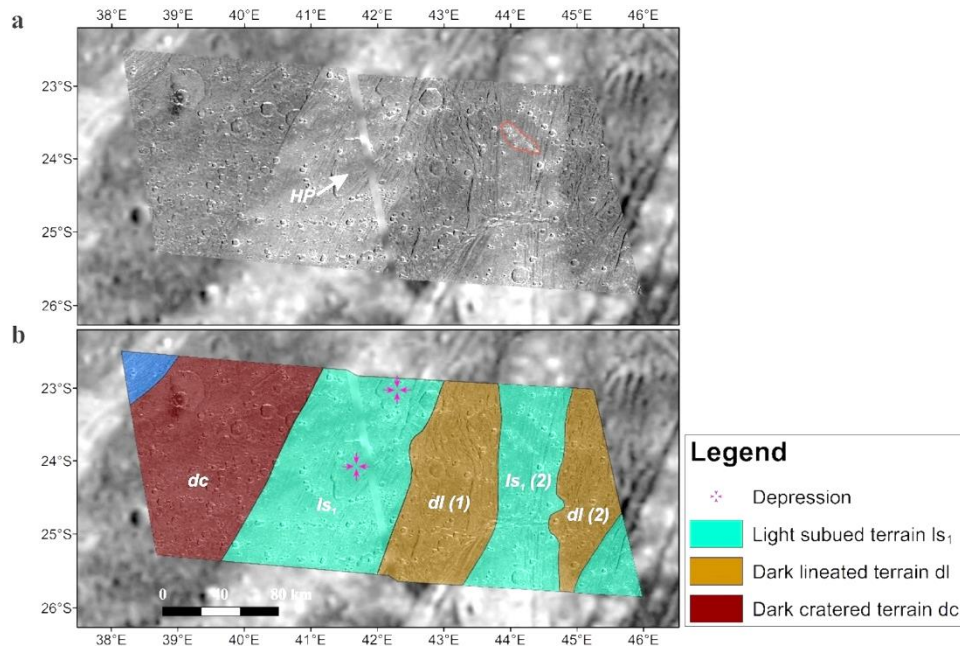 a
38°E 39°E 40°E 41°E 42°E 43°E 44°E 45°E
23°S
24°S
HP
25°S
26°S
b
23°S
dc
ls₁
dl (1)
ls₁ (2)
24°S
dl (2)
25°S
0 40 80 km
26°S
38°E 39°E 40°E 41°E 42°E 43°E 44°E 45°E 46°E
Legend
Depression
Light subued terrain ls₁
Dark lineated terrain dl
Dark cratered terrain dc